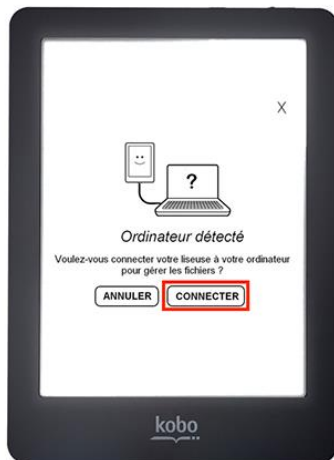 X
?
Ordinateur détecté
Voulez-vous connecter votre liseuse à votre ordinateur
pour gérer les fichiers ?
ANNULER CONNECTER
kobo